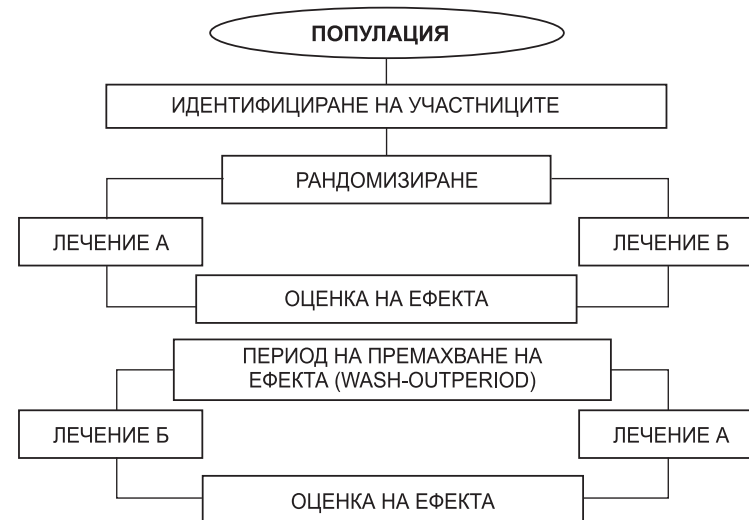 ПОПУЛАЦИЯ
ИДЕНТИФИЦИРАНЕ НА УЧАСТНИЦИТЕ
РАНДОМИЗИРАНЕ
ЛЕЧЕНИЕ А
ЛЕЧЕНИЕ Б
ОЦЕНКА НА ЕФЕКТА
ПЕРИОД НА ПРЕМАХВАНЕ НА
ЕФЕКТА (WASH-OUTPERIOD)
ЛЕЧЕНИЕ Б
ЛЕЧЕНИЕ А
ОЦЕНКА НА ЕФЕКТА